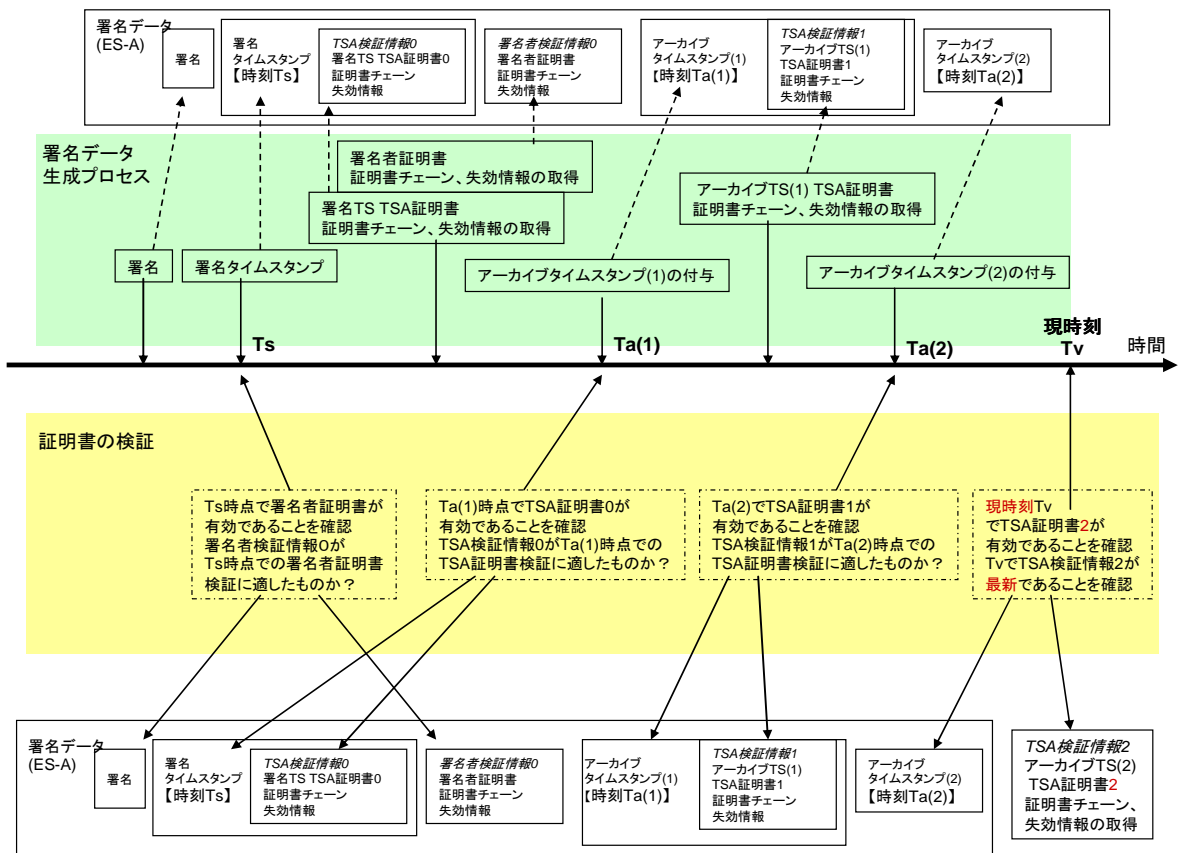 署名データ
(ES-A)
署名
署名
タイムスタンプ
【時刻Ts】
TSA検証情報0
署名TS TSA証明書0
証明書チェーン
失効情報
署名者検証情報0
署名者証明書
証明書チェーン
失効情報
アーカイブ
タイムスタンプ(1)
【時刻Ta(1)】
TSA検証情報1
アーカイブTS(1)
TSA証明書1
証明書チェーン
失効情報
アーカイブ
タイムスタンプ(2)
【時刻Ta(2)】
署名データ
生成プロセス
署名者証明書
証明書チェーン、失効情報の取得
署名TS TSA証明書
証明書チェーン、失効情報の取得
アーカイブTS(1) TSA証明書
証明書チェーン、失効情報の取得
署名
署名タイムスタンプ
アーカイブタイムスタンプ(1)の付与
アーカイブタイムスタンプ(2)の付与
Ts
Ta(1)
Ta(2)
現時刻
Tv
時間
証明書の検証
Ts時点で署名者証明書が
有効であることを確認
署名者検証情報0が
Ts時点での署名者証明書
検証に適したものか？
Ta(1)時点でTSA証明書0が
有効であることを確認
TSA検証情報0がTa(1)時点での
TSA証明書検証に適したものか？
Ta(2)でTSA証明書1が
有効であることを確認
TSA検証情報1がTa(2)時点での
TSA証明書検証に適したものか？
現時刻Tv
でTSA証明書2が
有効であることを確認
TvでTSA検証情報2が
最新であることを確認
署名データ
(ES-A)
署名
署名
タイムスタンプ
【時刻Ts】
TSA検証情報0
署名TS TSA証明書0
証明書チェーン
失効情報
署名者検証情報0
署名者証明書
証明書チェーン
失効情報
アーカイブ
タイムスタンプ(1)
【時刻Ta(1)】
TSA検証情報1
アーカイブTS(1)
TSA証明書1
証明書チェーン
失効情報
アーカイブ
タイムスタンプ(2)
【時刻Ta(2)】
TSA検証情報2
アーカイブTS(2)
TSA証明書2
証明書チェーン、
失効情報の取得